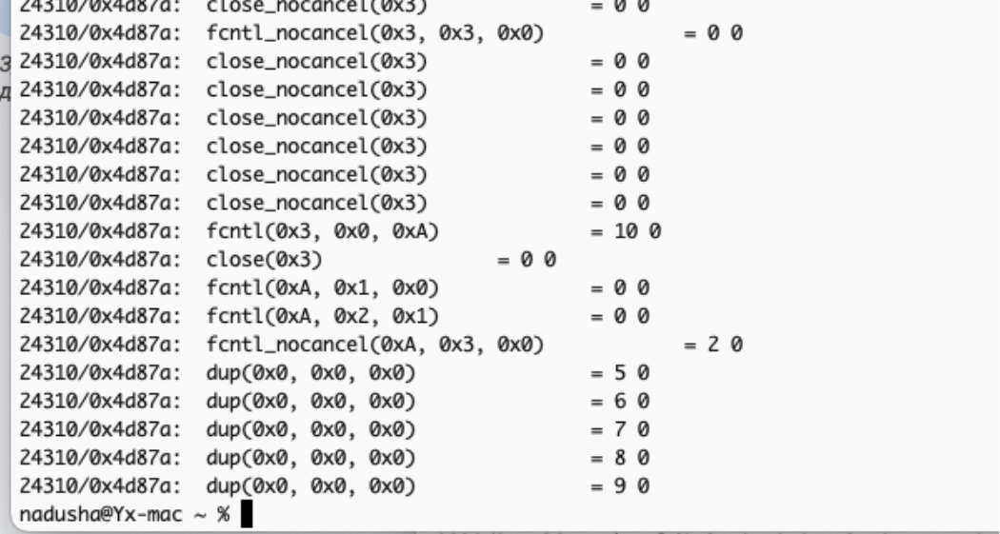 24310/0x4d87a:  close_nocancel(0x3)                = 0 0
24310/0x4d87a:  fcntl_nocancel(0x3, 0x3, 0x0)              = 0 0
24310/0x4d87a:  close_nocancel(0x3)                = 0 0
24310/0x4d87a:  close_nocancel(0x3)                = 0 0
24310/0x4d87a:  close_nocancel(0x3)                = 0 0
24310/0x4d87a:  close_nocancel(0x3)                = 0 0
24310/0x4d87a:  close_nocancel(0x3)                = 0 0
24310/0x4d87a:  close_nocancel(0x3)                = 0 0
24310/0x4d87a:  fcntl(0x3, 0x0, 0xA)               = 10 0
24310/0x4d87a:  close(0x3)                 = 0 0
24310/0x4d87a:  fcntl(0xA, 0x1, 0x0)               = 0 0
24310/0x4d87a:  fcntl(0xA, 0x2, 0x1)               = 0 0
24310/0x4d87a:  fcntl_nocancel(0xA, 0x3, 0x0)              = 2 0
24310/0x4d87a:  dup(0x0, 0x0, 0x0)                 = 5 0
24310/0x4d87a:  dup(0x0, 0x0, 0x0)                 = 6 0
24310/0x4d87a:  dup(0x0, 0x0, 0x0)                 = 7 0
24310/0x4d87a:  dup(0x0, 0x0, 0x0)                 = 8 0
24310/0x4d87a:  dup(0x0, 0x0, 0x0)                 = 9 0
nadusha@Yx-mac ~ %